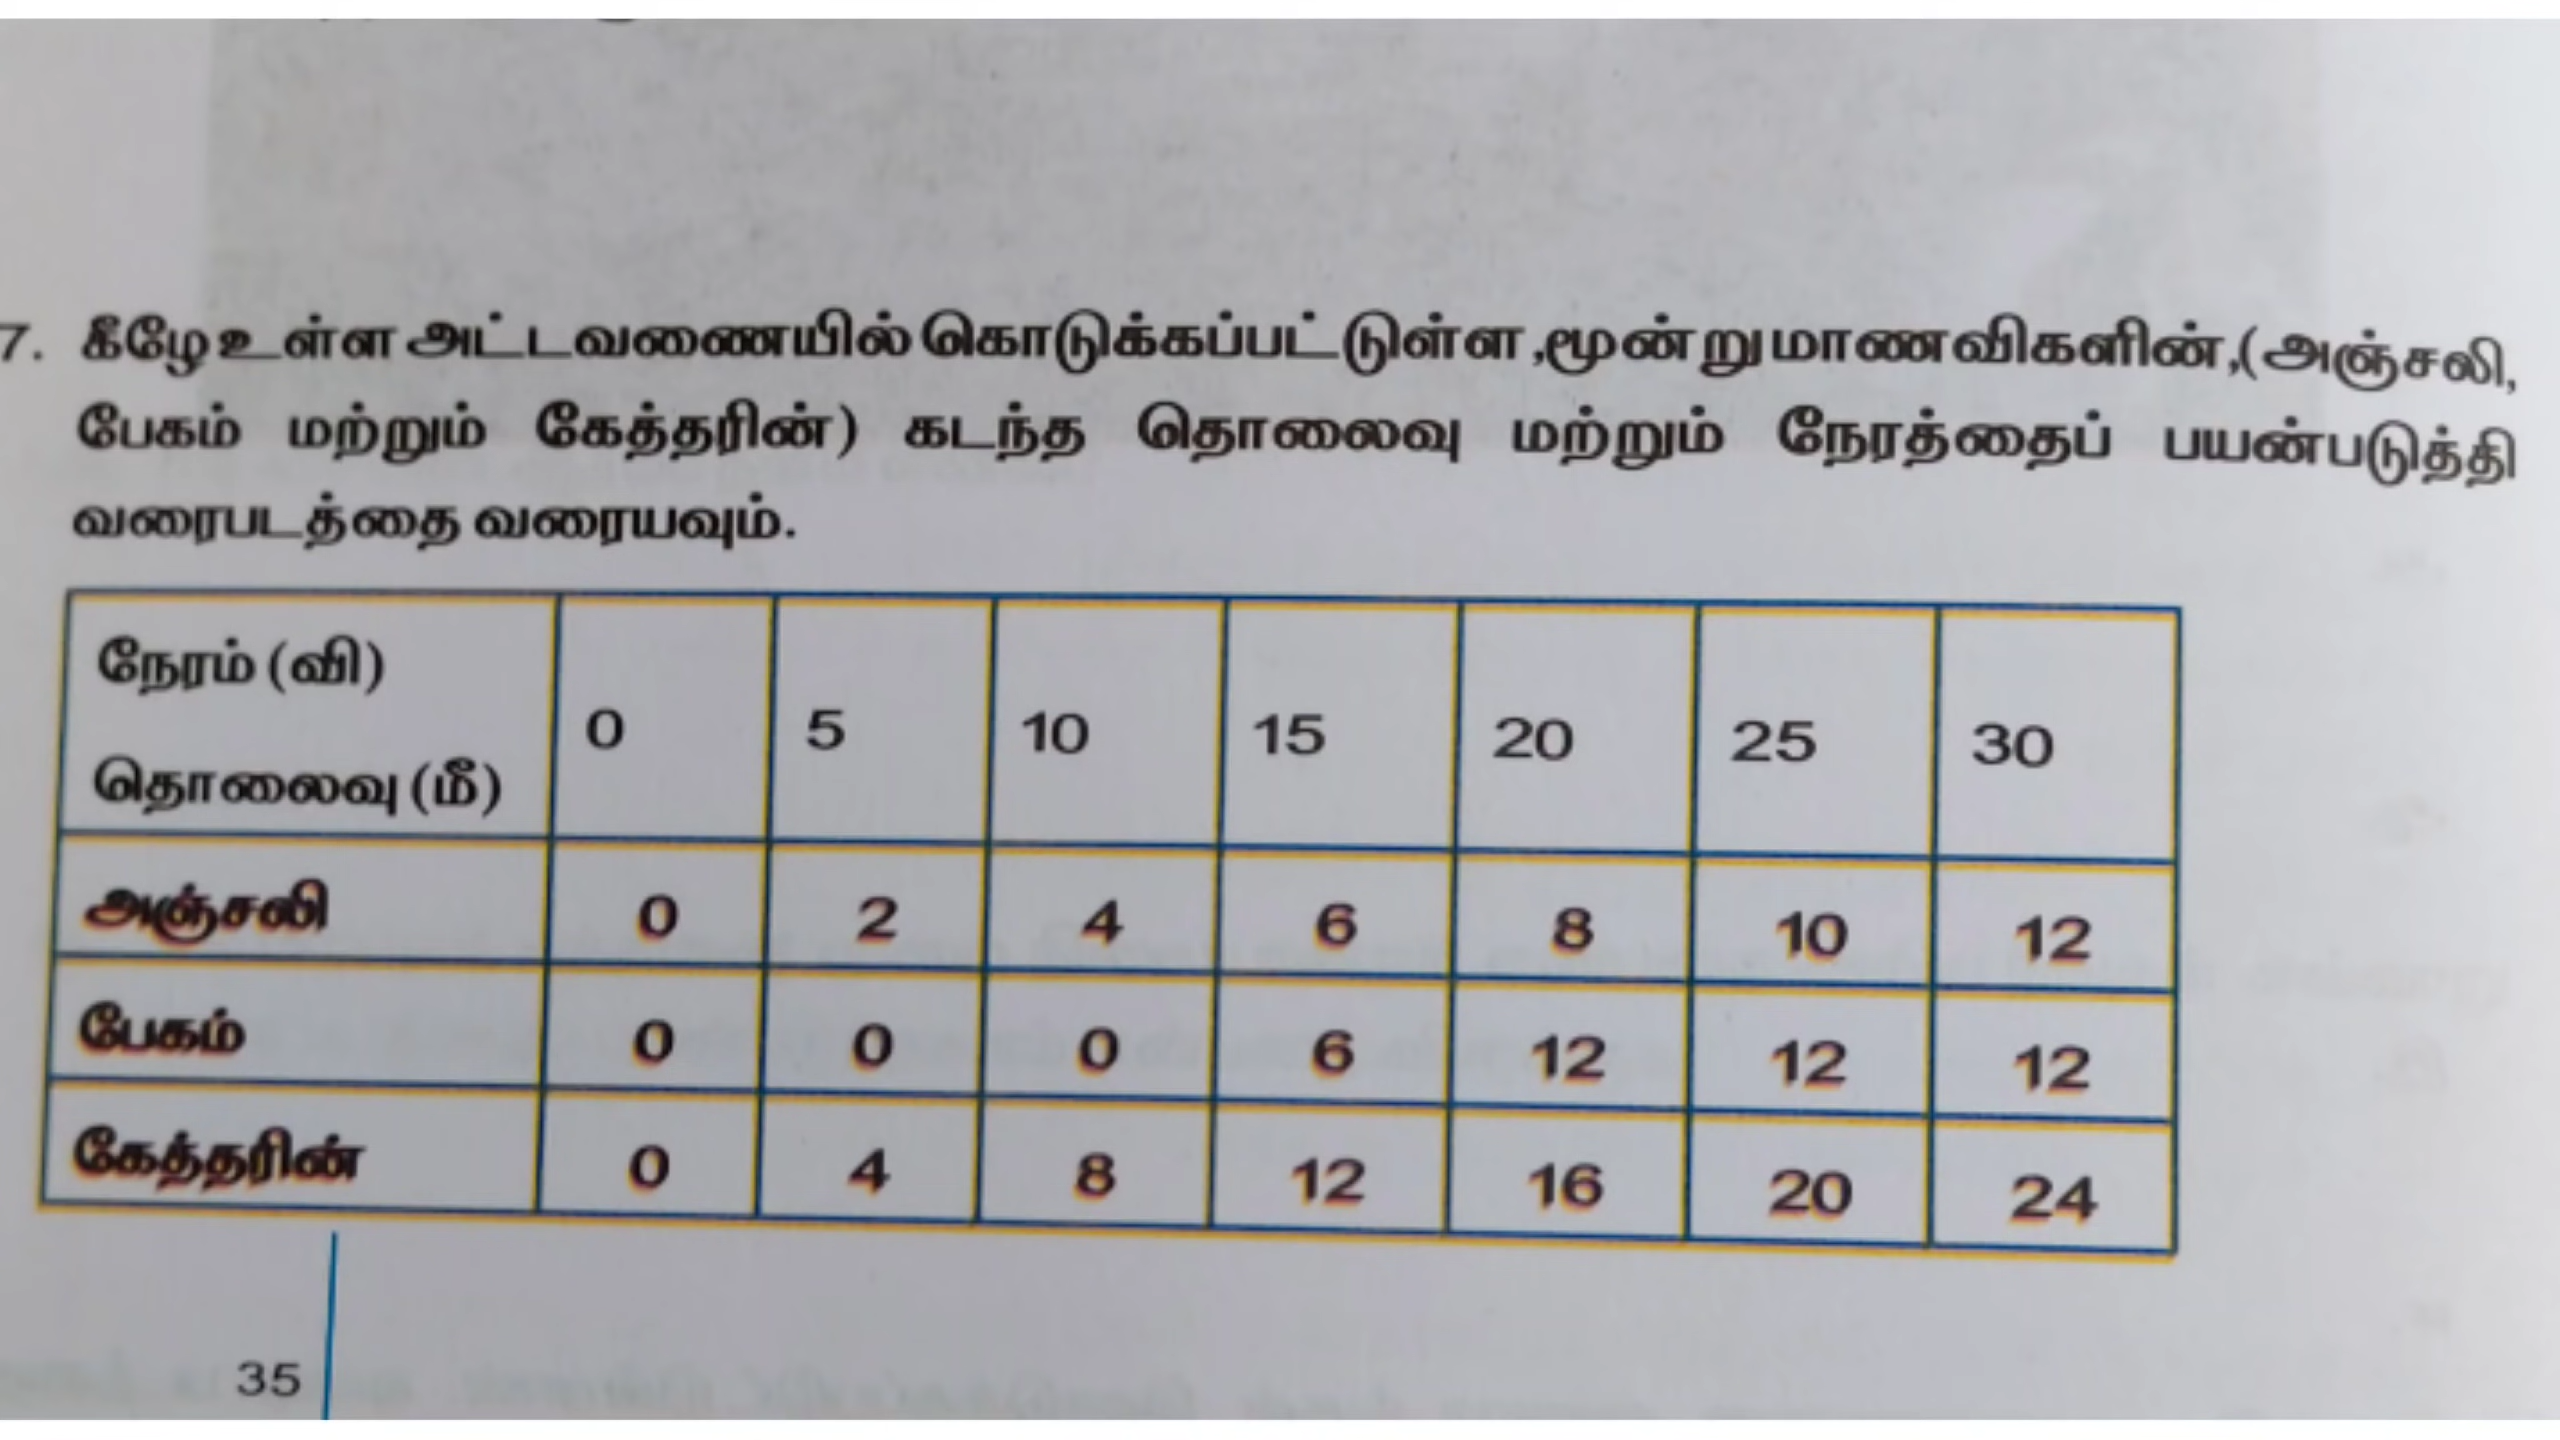 7. கீழே உள்ள அட்டவணையில் கொடுக்கப்பட்டுள்ள ,மூன்று மாணவிகளின்,(அஞ்சலி,
பேகம் மற்றும் கேத்தரின்) கடந்த தொலைவு மற்றும் நேரத்தைப் பயன்படுத்தி
வரைபடத்தை வரையவும்.
நேரம் (வி)
தொலைவு (மீ) 0 5 10 15 20 25 30
அஞ்சலி 0 2 4 6 8 10 12
பேகம் 0 0 0 6 12 12 12
கேத்தரின் 0 4 8 12 16 20 24
35